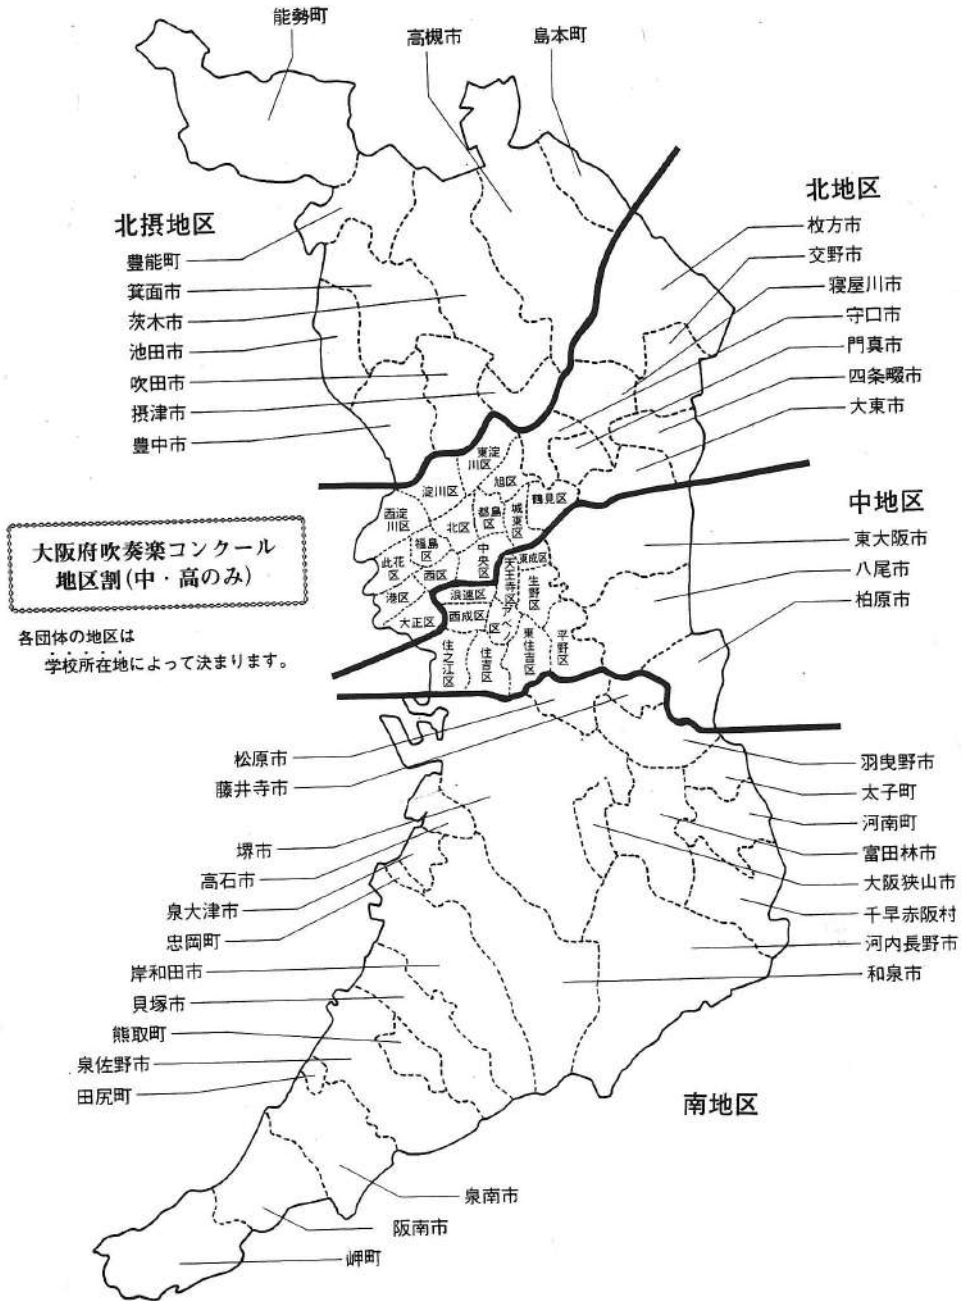 能勢町
高槻市
島本町
北摂地区
豊能町
箕面市
茨木市
池田市
吹田市
摂津市
豊中市
北地区
枚方市
交野市
寝屋川市
守口市
門真市
四条畷市
大東市
東淀
川区
淀川区
旭区
鶴見区
西淀
川区
北区
都島区
城東区
福島
区
此花
区
西区
中央区
港区
大正区
東成区
天王寺区
生野区
浪速区
西成区
アベノ区
住之江区
住吉区
東住吉区
平野区
中地区
東大阪市
八尾市
柏原市
大阪府吹奏楽コンクール
地区割(中・高のみ)
各団体の地区は
学校所在地によって決まります。
松原市
藤井寺市
堺市
高石市
泉大津市
忠岡町
岸和田市
貝塚市
熊取町
泉佐野市
田尻町
羽曳野市
太子町
河南町
富田林市
大阪狭山市
千早赤阪村
河内長野市
和泉市
南地区
泉南市
阪南市
岬町